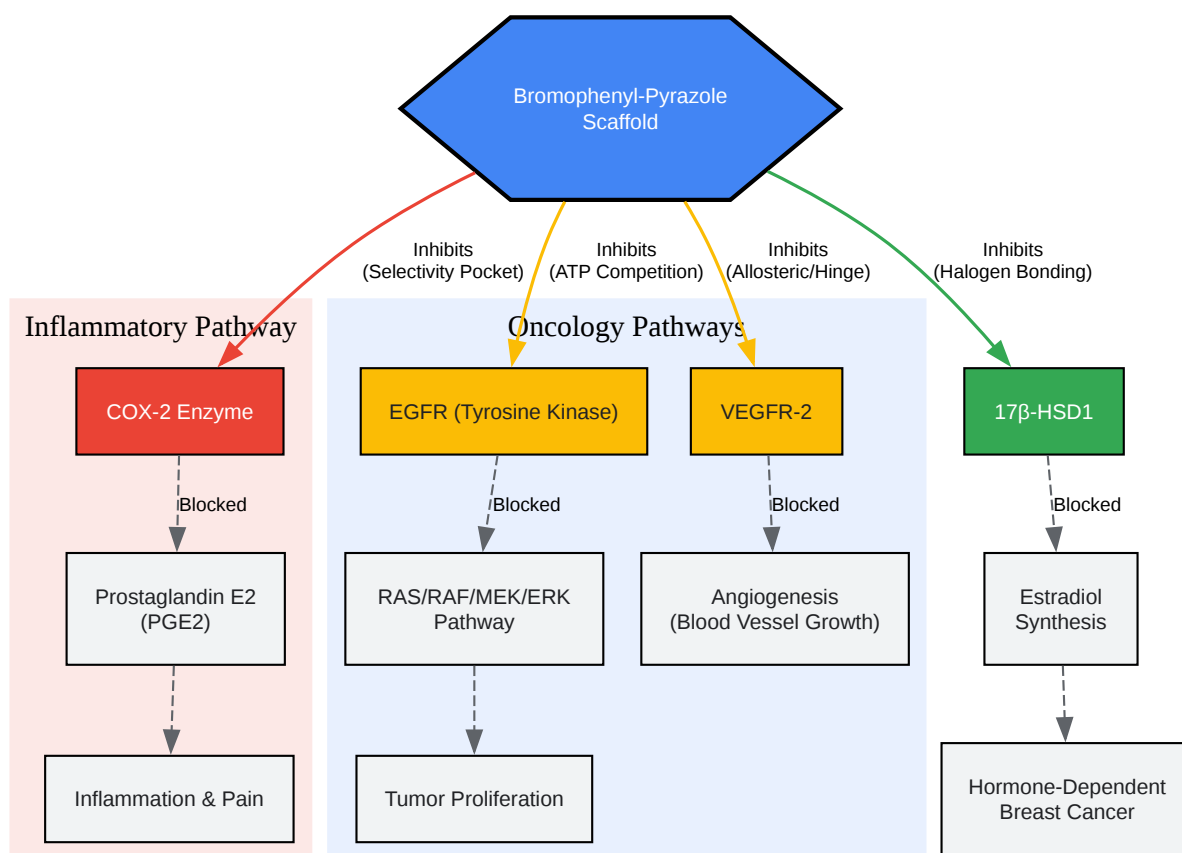 Bromophenyl-Pyrazole
Scaffold
Inhibits
(Selectivity Pocket)
Inhibits
(ATP Competition)
Inhibits
(Allosteric/Hinge)
Inhibits
(Halogen Bonding)
Inflammatory Pathway
Oncology Pathways
COX-2 Enzyme
EGFR (Tyrosine Kinase)
VEGFR-2
17β-HSD1
Blocked
Blocked
Blocked
Blocked
Prostaglandin E2
(PGE2)
RAS/RAF/MEK/ERK
Pathway
Angiogenesis
(Blood Vessel Growth)
Estradiol
Synthesis
Inflammation & Pain
Tumor Proliferation
Hormone-Dependent
Breast Cancer